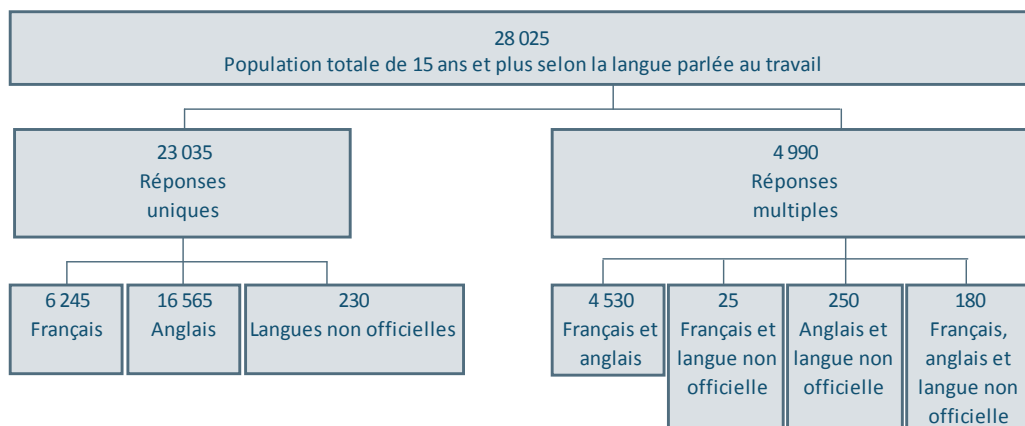 28 025
Population totale de 15 ans et plus selon la langue parlée au travail
23 035
Réponses
uniques
4 990
Réponses
multiples
6 245
Français
16 565
Anglais
230
Langues non officielles
4 530
Français et
anglais
25
Français et
langue non
officielle
250
Anglais et
langue non
officielle
180
Français,
anglais et
langue non
officielle